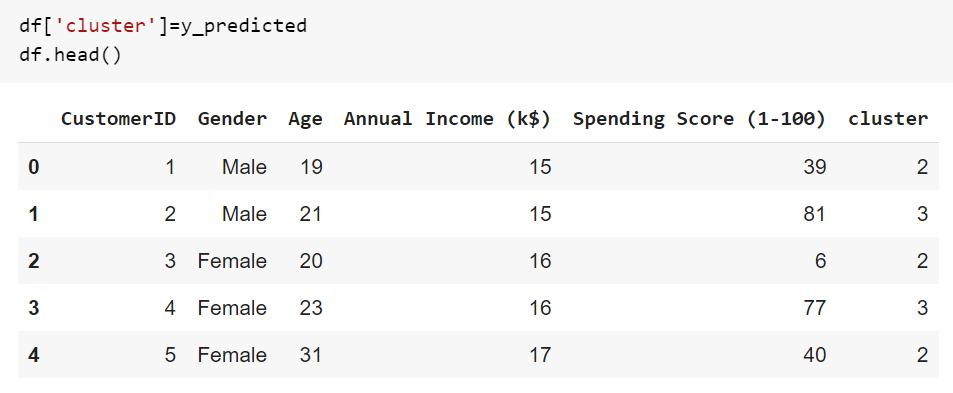 df['cluster']=y_predicted
df.head()
CustomerID Gender Age Annual Income (k$) Spending Score (1-100) cluster
0 1 Male 19 15 39 2
1 2 Male 21 15 81 3
2 3 Female 20 16 6 2
3 4 Female 23 16 77 3
4 5 Female 31 17 40 2